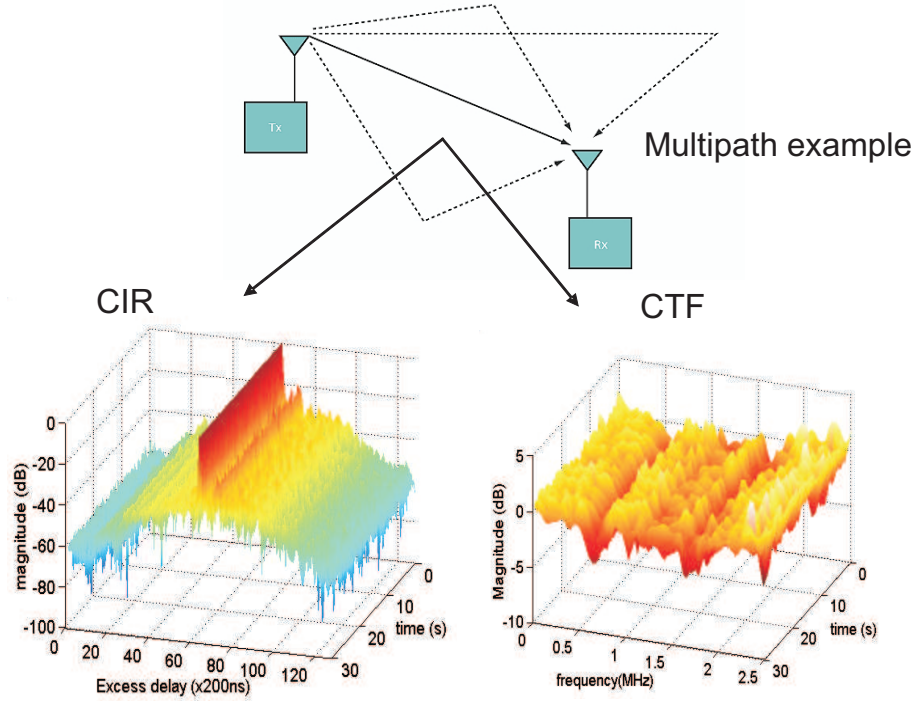 Tx
Multipath example
Rx
CIR
CTF
0
-20
-40
-60
-80
-100
magnitude (dB)
0
20
40
60
80
100
120
Excess delay (x200ns)
0
10
20
30
time (s)
5
0
-5
-10
Magnitude (dB)
0
0.5
1
1.5
2
2.5
frequency(MHz)
0
10
20
30
time (s)